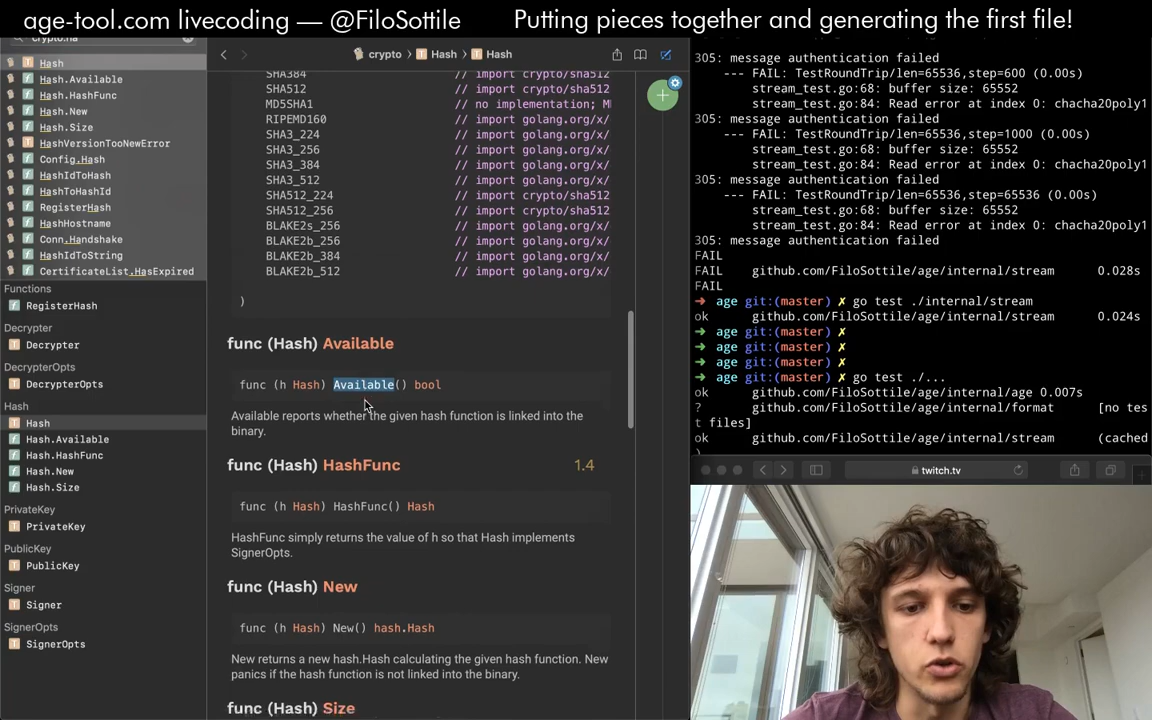 age-tool.com livecoding — @FiloSottile
Putting pieces together and generating the first file!
crypto.ha
Hash
Hash.Available
Hash.HashFunc
Hash.New
Hash.Size
HashVersionTooNewError
Config.Hash
HashIdToHash
HashToHashId
RegisterHash
HashHostname
Conn.Handshake
HashIdToString
CertificateList.HasExpired
Functions
RegisterHash
Decrypter
Decrypter
DecrypterOpts
DecrypterOpts
Hash
Hash
Hash.Available
Hash.HashFunc
Hash.New
Hash.Size
PrivateKey
PrivateKey
PublicKey
PublicKey
Signer
Signer
SignerOpts
SignerOpts
crypto > Hash > Hash
SHA384 // import crypto/sha512
SHA512 // import crypto/sha512
MD5SHA1 // no implementation; M
RIPEMD160 // import golang.org/x/
SHA3_224 // import golang.org/x/
SHA3_256 // import golang.org/x/
SHA3_384 // import golang.org/x/
SHA3_512 // import golang.org/x/
SHA512_224 // import crypto/sha512
SHA512_256 // import crypto/sha512
BLAKE2s_256 // import golang.org/x/
BLAKE2b_256 // import golang.org/x/
BLAKE2b_384 // import golang.org/x/
BLAKE2b_512 // import golang.org/x/
)
func (Hash) Available
func (h Hash) Available() bool
Available reports whether the given hash function is linked into the
binary.
func (Hash) HashFunc 1.4
func (h Hash) HashFunc() Hash
HashFunc simply returns the value of h so that Hash implements
SignerOpts.
func (Hash) New
func (h Hash) New() hash.Hash
New returns a new hash.Hash calculating the given hash function. New
panics if the hash function is not linked into the binary.
func (Hash) Size
305: message authentication failed
--- FAIL: TestRoundTrip/len=65536,step=600 (0.00s)
stream_test.go:68: buffer size: 65552
stream_test.go:84: Read error at index 0: chacha20poly1
305: message authentication failed
--- FAIL: TestRoundTrip/len=65536,step=1000 (0.00s)
stream_test.go:68: buffer size: 65552
stream_test.go:84: Read error at index 0: chacha20poly1
305: message authentication failed
--- FAIL: TestRoundTrip/len=65536,step=65536 (0.00s)
stream_test.go:68: buffer size: 65552
stream_test.go:84: Read error at index 0: chacha20poly1
305: message authentication failed
FAIL
FAIL github.com/FiloSottile/age/internal/stream 0.028s
FAIL
➜ age git:(master) ✗ go test ./internal/stream
ok github.com/FiloSottile/age/internal/stream 0.024s
➜ age git:(master) ✗
➜ age git:(master) ✗
➜ age git:(master) ✗
➜ age git:(master) ✗ go test ./...
ok github.com/FiloSottile/age/internal/age 0.007s
? github.com/FiloSottile/age/internal/format [no tes
t files]
ok github.com/FiloSottile/age/internal/stream (cached
)
twitch.tv